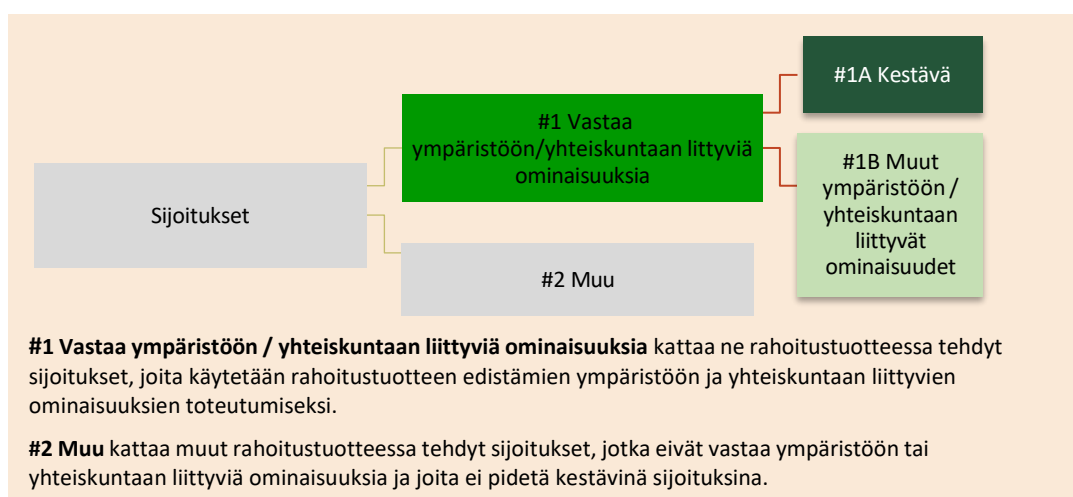 #1A Kestävä
#1 Vastaa
ympäristöön/yhteiskuntaan littyviä
ominaisuuksia
#1B Muut
ympäristöön /
yhteiskuntaan
liittyvät
ominaisuudet
Sijoitukset
#2 Muu
#1 Vastaa ympäristöön / yhteiskuntaan liittyviä ominaisuuksia kattaa ne rahoitustuotteessa tehdyt
sijoitukset, joita käytetään rahoitustuotteen edistämien ympäristöön ja yhteiskuntaan liittyvien
ominaisuuksien toteutumiseksi.
#2 Muu kattaa muut rahoitustuotteessa tehdyt sijoitukset, jotka eivät vastaa ympäristöön tai
yhteiskuntaan liittyviä ominaisuuksia ja joita ei pidetä kestävinä sijoituksina.